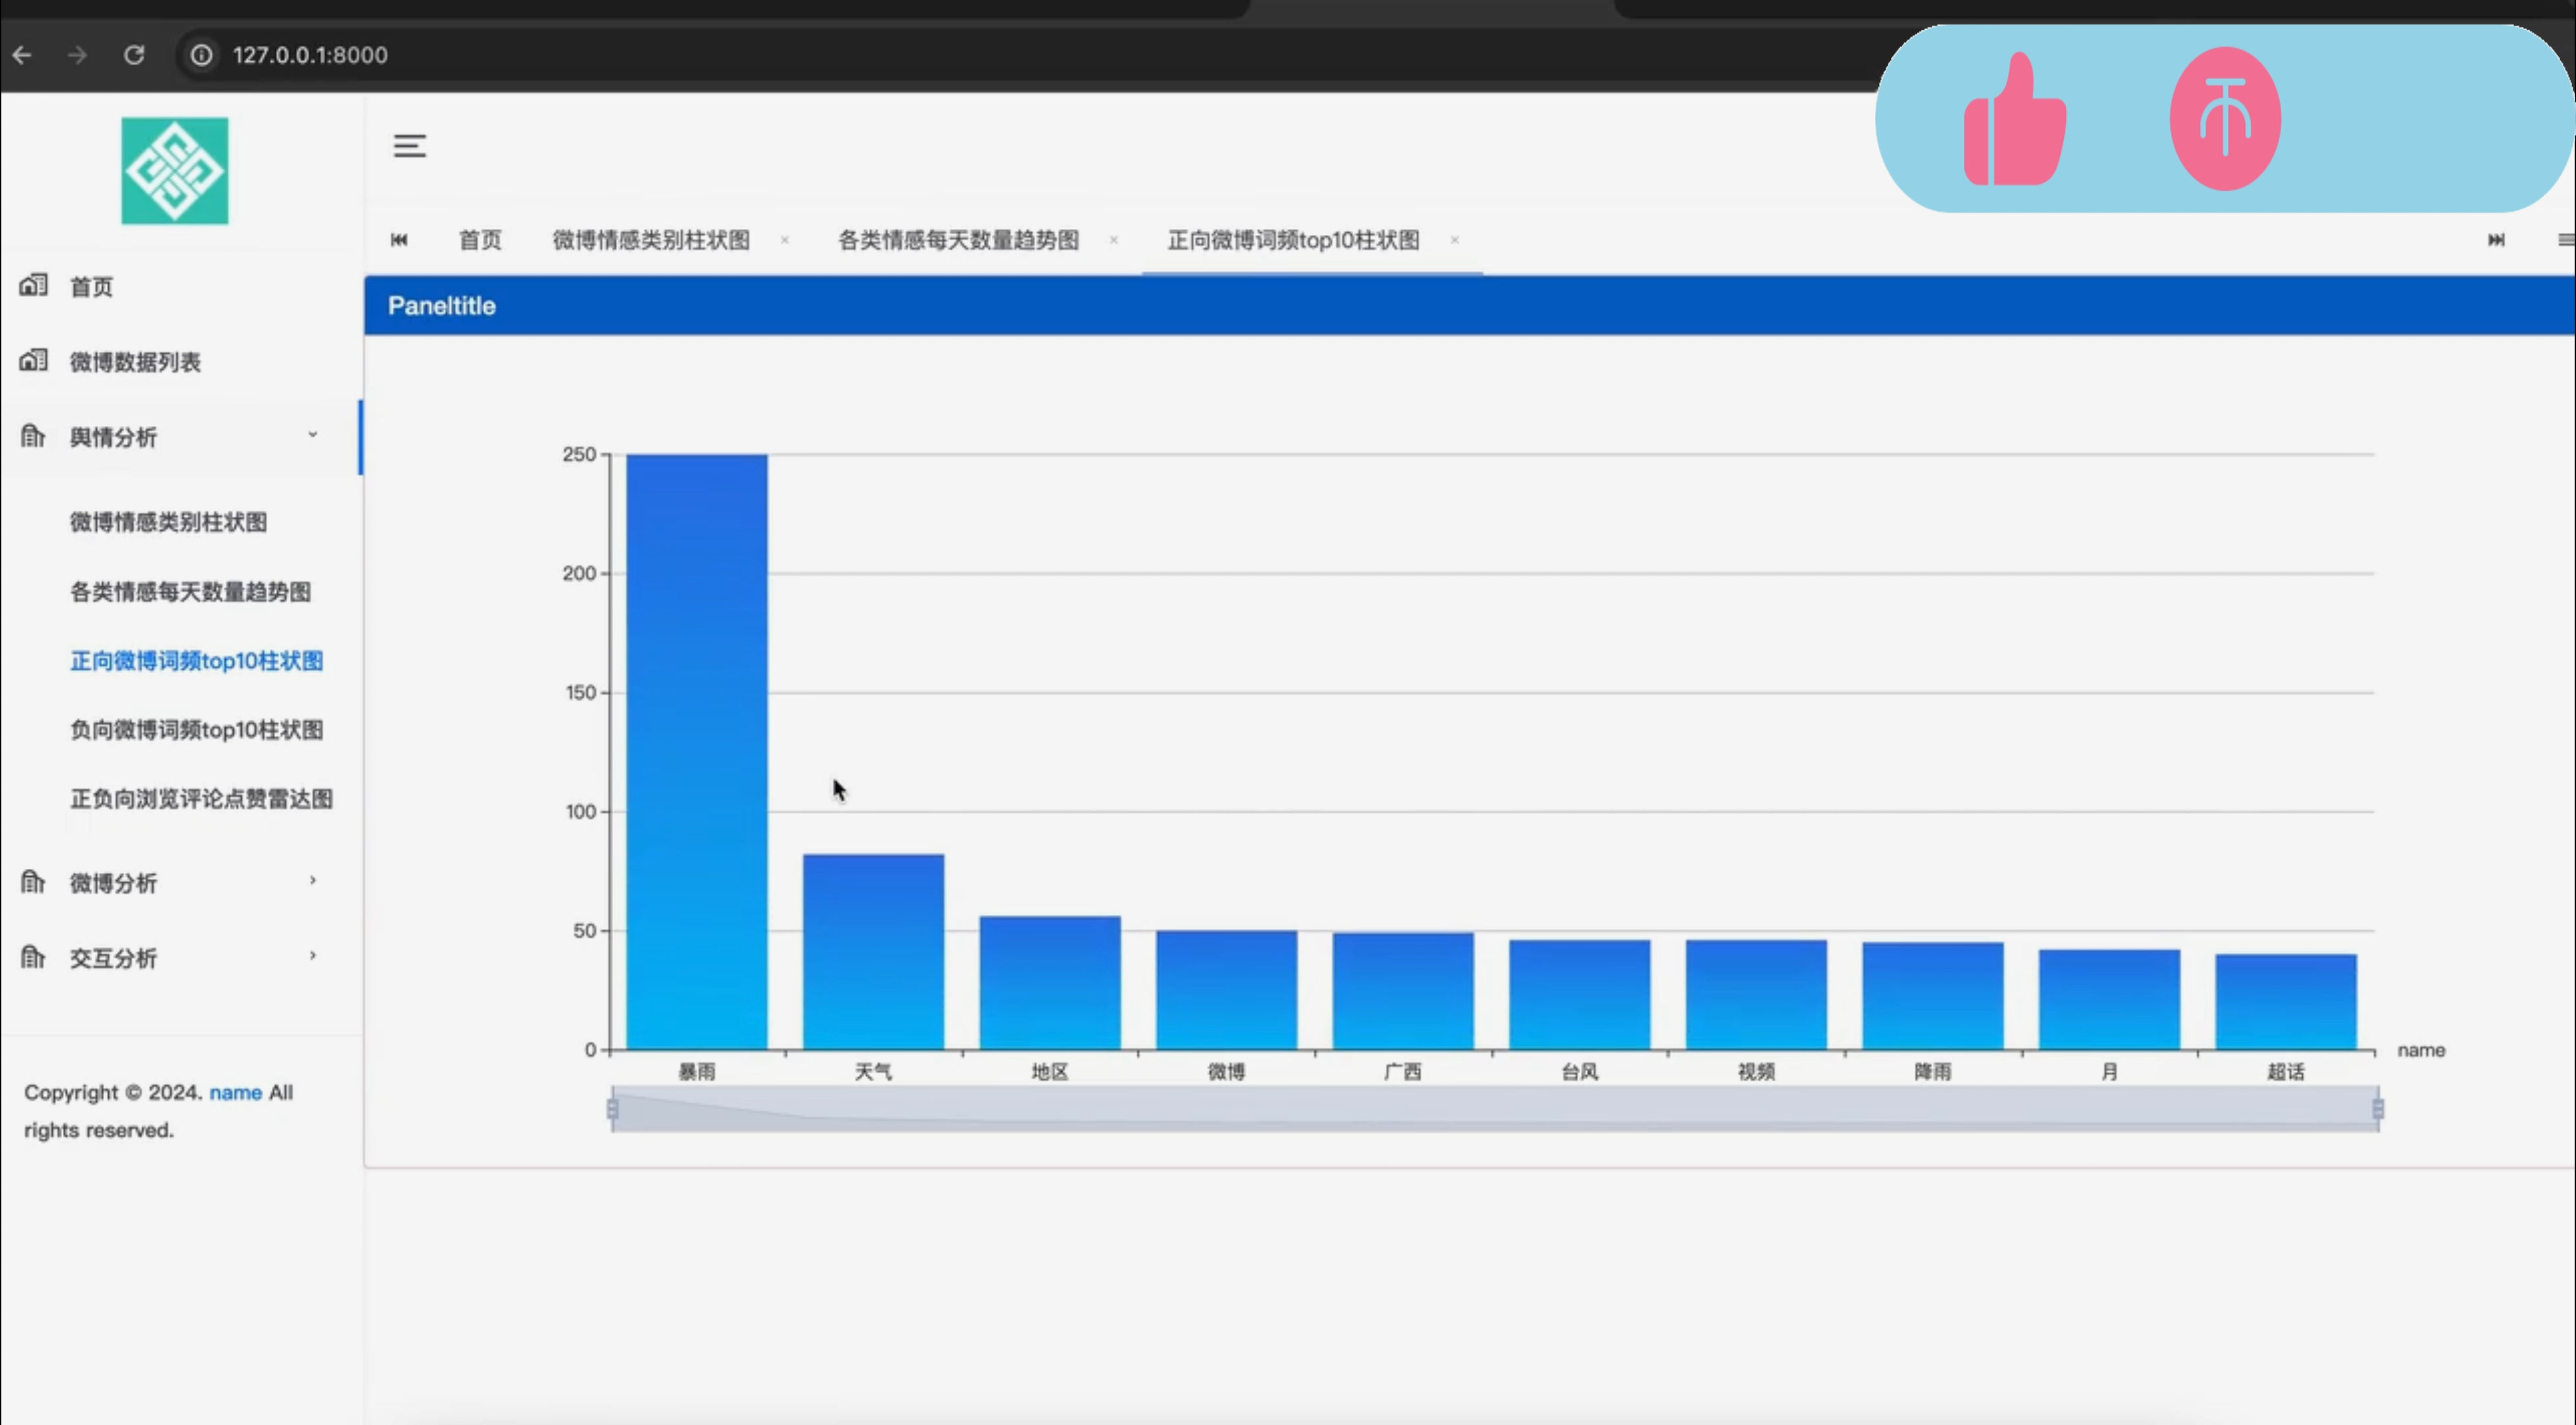 127.0.0.1:8000
首页
微博数据列表
舆情分析
微博情感类别柱状图
各类情感每天数量趋势图
正向微博词频top10柱状图
负向微博词频top10柱状图
正负向浏览评论点赞雷达图
微博分析
交互分析
Copyright © 2024. name All
rights reserved.
首页 微博情感类别柱状图 × 各类情感每天数量趋势图 × 正向微博词频top10柱状图 ×
Paneltitle
250
200
150
100
50
0
暴雨 天气 地区 微博 广西 台风 视频 降雨 月 超话
name